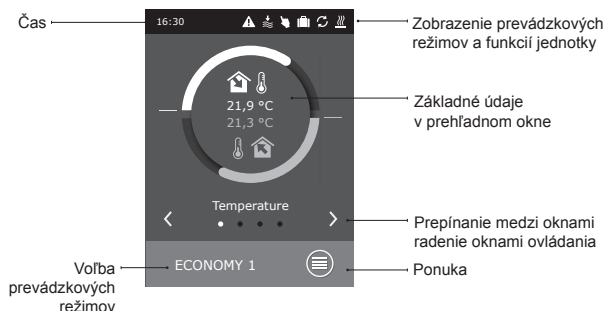 Čas
16:30
Zobrazenie prevádzkových
režimov a funkcií jednotky
21,9 °C
21,3 °C
Základné údaje
v prehľadnom okne
Temperature
Prepínanie medzi oknami
radenie oknami ovládania
ECONOMY 1
Ponuka
Voľba
prevádzkových
režimov